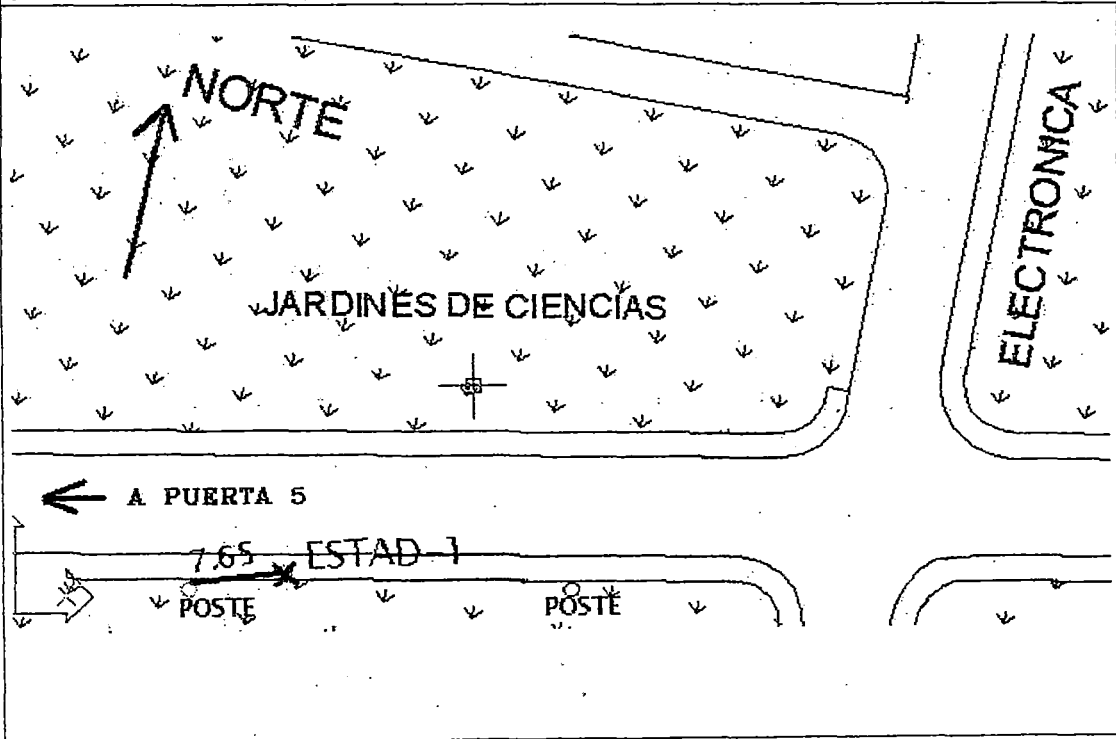 NORTE
ELECTRONICA
JARDINES DE CIENCIAS
A PUERTA 5
7.65 ESTAD-1
POSTE POSTE